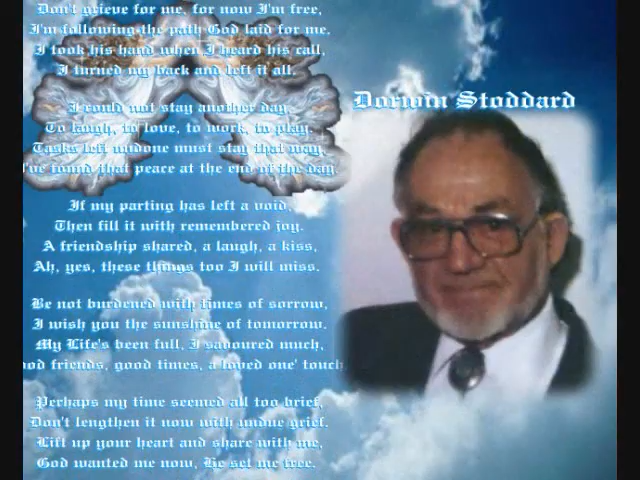 Don't grieve for me, for now I'm free,
I'm following the path God laid for me.
I took his hand when I heard his call,
I turned my back and left it all.
I could not stay another day,
To laugh, to love, to work, to play.
Tasks left undone must stay that way,
I've found that peace at the end of the day.
If my parting has left a void,
Then fill it with remembered joy.
A friendship shared, a laugh, a kiss,
Ah, yes, these things too I will miss.
Be not burdened with times of sorrow,
I wish you the sunshine of tomorrow.
My Life's been full, I savoured much,
ood friends, good times, a loved one' touch
Perhaps my time seemed all too brief,
Don't lengthen it now with undue grief.
Lift up your heart and share with me,
God wanted me now, He set me free.
Dorwin Stoddard